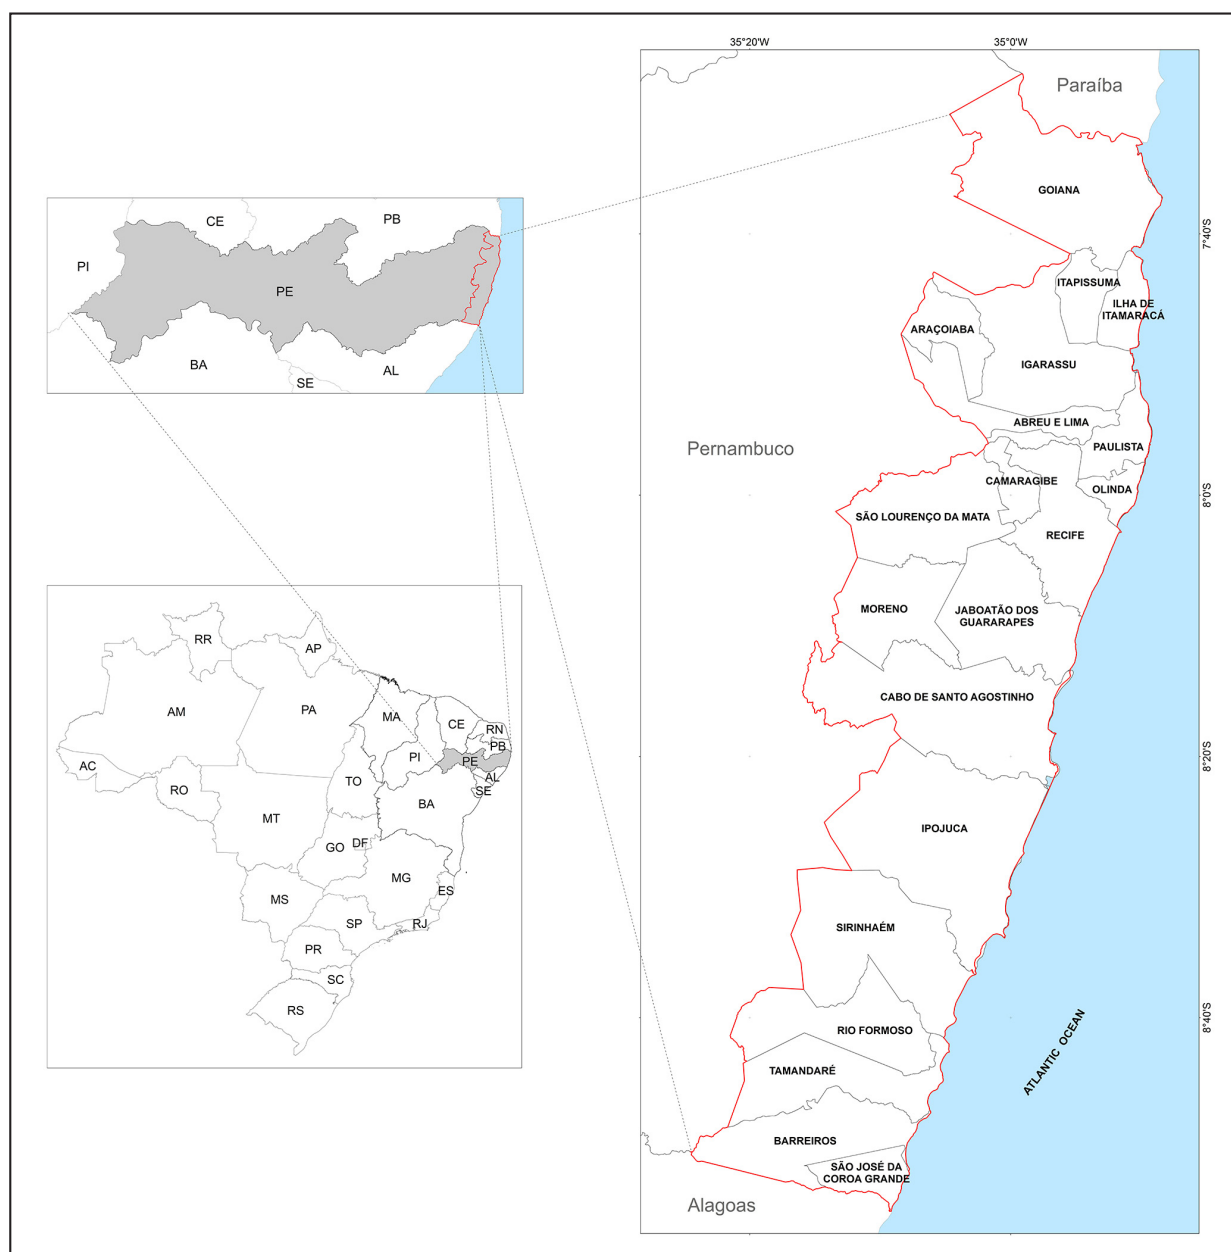 35°20'W
35°0'W
Paraíba
GOIANA
7°40'S
ITAPISSUMA
ILHA DE
ITAMARACÁ
ARAÇOIABA
IGARASSU
ABREU E LIMA
PAULISTA
Pernambuco
CAMARAGIBE
OLINDA
8°0'S
SÃO LOURENÇO DA MATA
RECIFE
MORENO
JABOATÃO DOS
GUARARAPES
CABO DE SANTO AGOSTINHO
8°20'S
IPOJUCA
SIRINHAÉM
8°40'S
RIO FORMOSO
ATLANTIC OCEAN
TAMANDARÉ
BARREIROS
SÃO JOSÉ DA
COROA GRANDE
Alagoas
CE
PB
PI
PE
BA
SE
AL
RR
AP
AM
PA
MA
CE
RN
PB
PI
PE
AC
AL
RO
TO
SE
BA
MT
GO
DF
MG
ES
MS
SP
RJ
PR
SC
RS